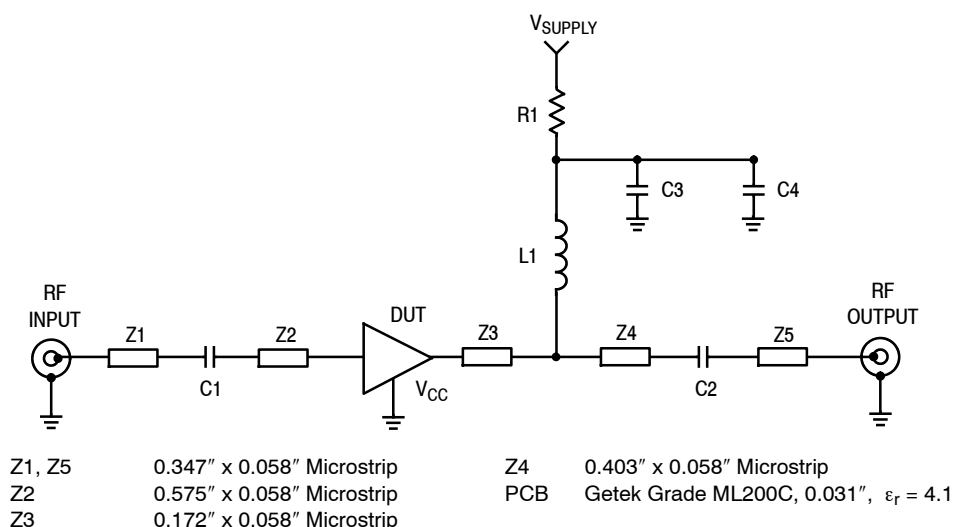 VSUPPLY
R1
C3
C4
L1
RF
INPUT
Z1
C1
Z2
DUT
VCC
Z3
Z4
C2
Z5
RF
OUTPUT
Z1, Z5 0.347″ x 0.058″ Microstrip
Z2 0.575″ x 0.058″ Microstrip
Z3 0.172″ x 0.058″ Microstrip
Z4 0.403″ x 0.058″ Microstrip
PCB Getek Grade ML200C, 0.031″, εr = 4.1